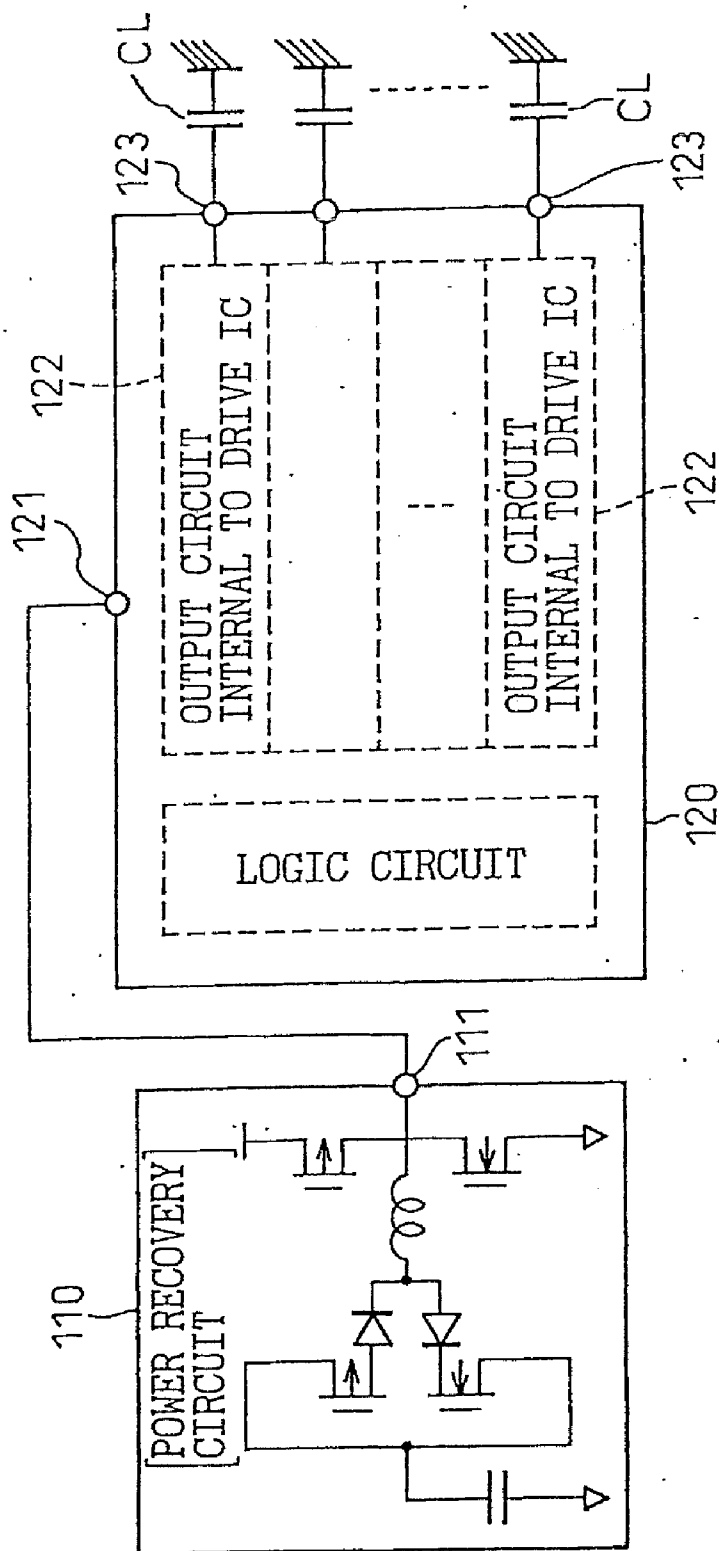 110
[POWER RECOVERY
CIRCUIT]
111
121
122
123
CL
OUTPUT CIRCUIT
INTERNAL TO DRIVE IC
LOGIC CIRCUIT
OUTPUT CIRCUIT
INTERNAL TO DRIVE IC
120
122
123
CL